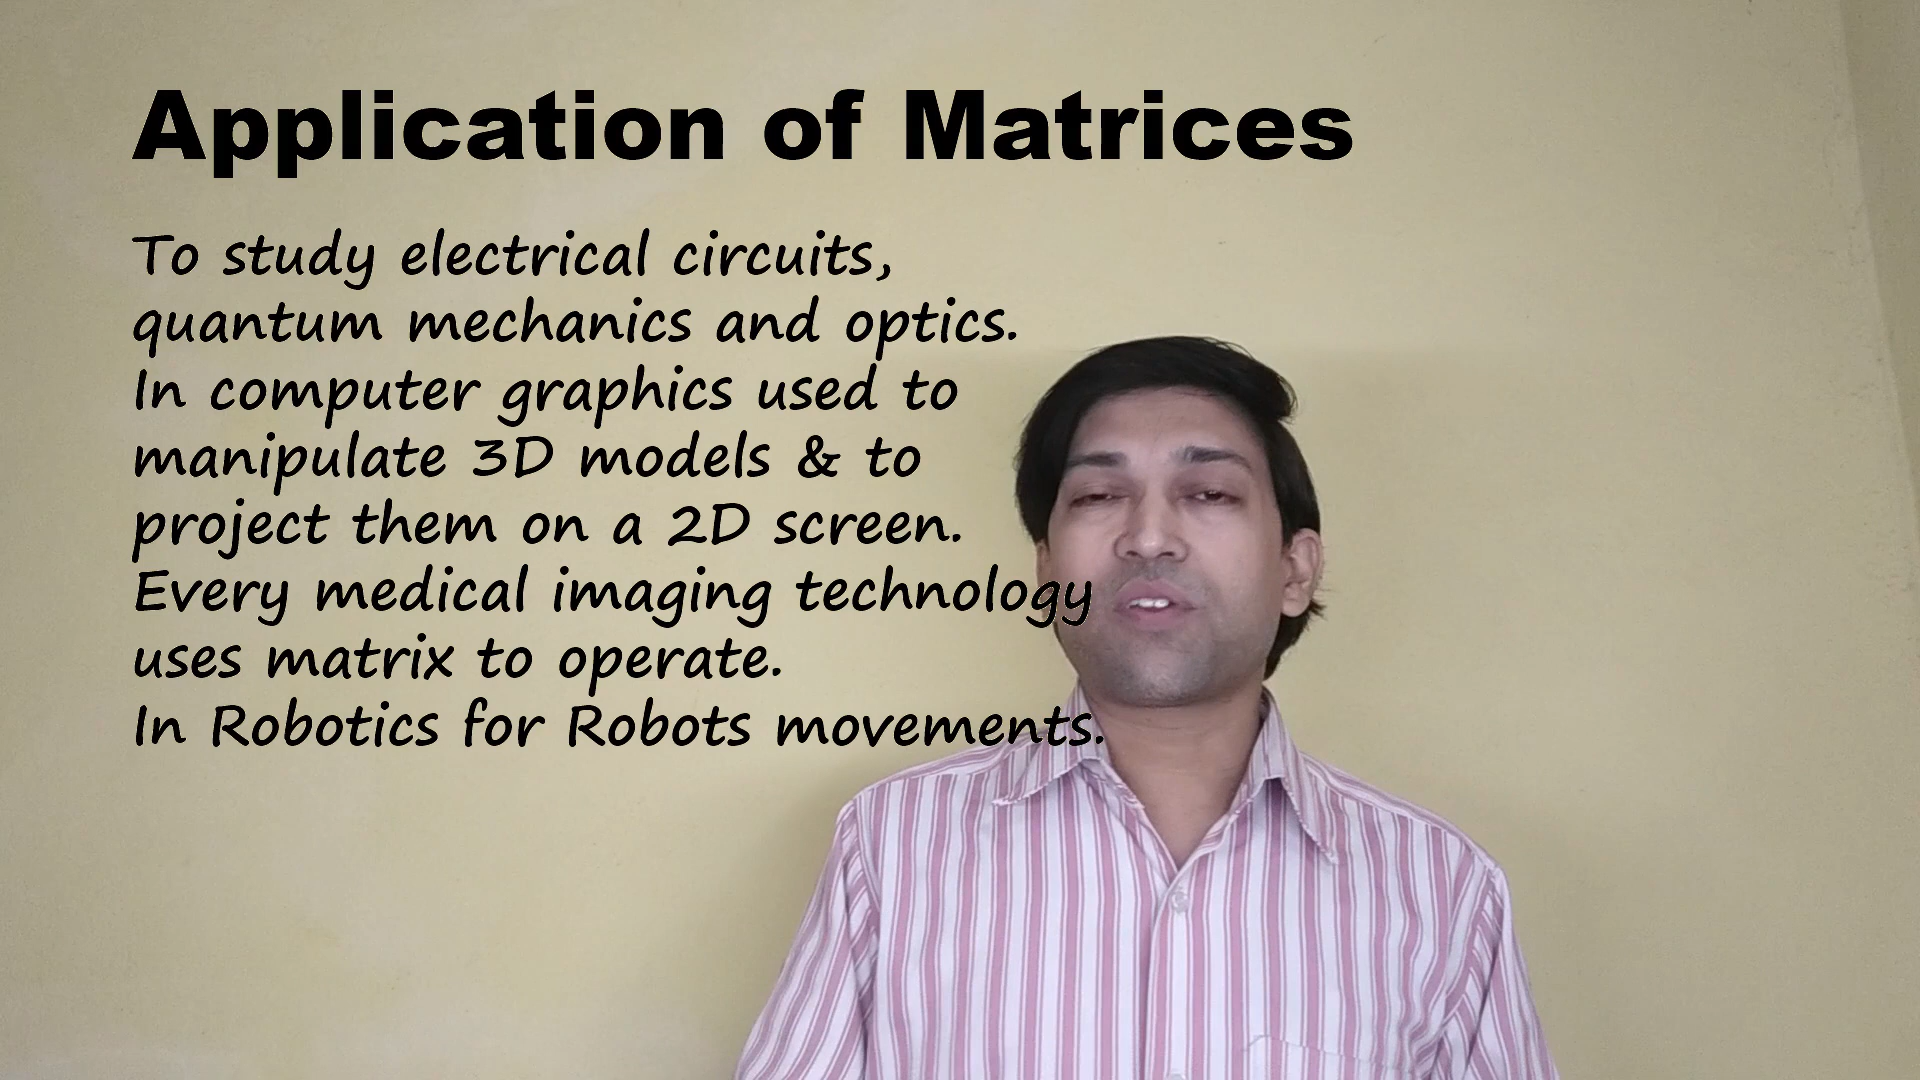 Application of Matrices
To study electrical circuits,
quantum mechanics and optics.
In computer graphics used to
manipulate 3D models & to
project them on a 2D screen.
Every medical imaging technology
uses matrix to operate.
In Robotics for Robots movements.